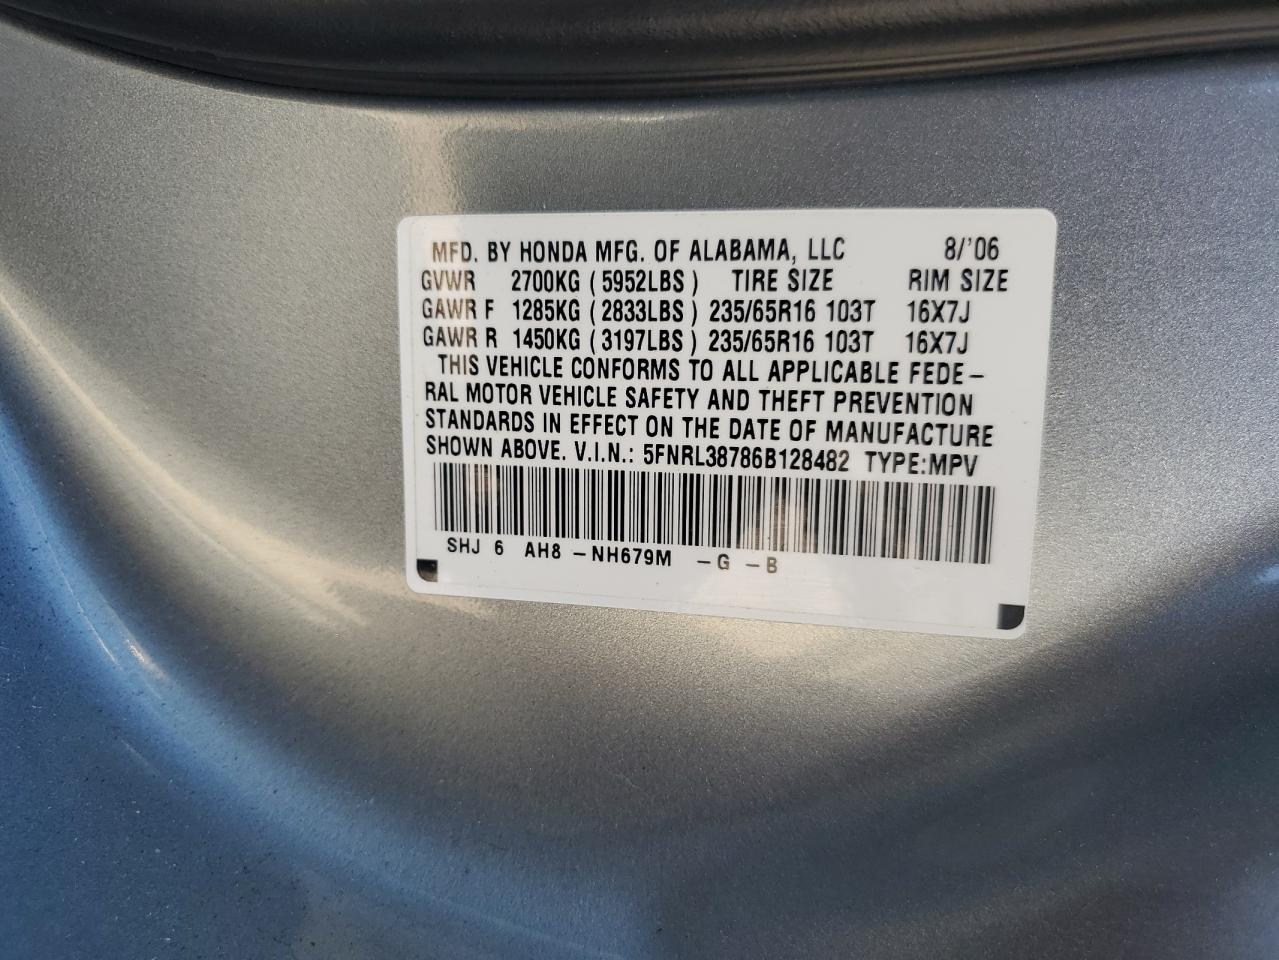 MFD. BY HONDA MFG. OF ALABAMA, LLC 8/'06
GVWR 2700KG (5952LBS) TIRE SIZE RIM SIZE
GAWR F 1285KG (2833LBS) 235/65R16 103T 16X7J
GAWR R 1450KG (3197LBS) 235/65R16 103T 16X7J
THIS VEHICLE CONFORMS TO ALL APPLICABLE FEDE-
RAL MOTOR VEHICLE SAFETY AND THEFT PREVENTION
STANDARDS IN EFFECT ON THE DATE OF MANUFACTURE
SHOWN ABOVE. V.I.N.: 5FNRL38786B128482 TYPE:MPV
SHJ 6 AH8 -NH679M -G -B